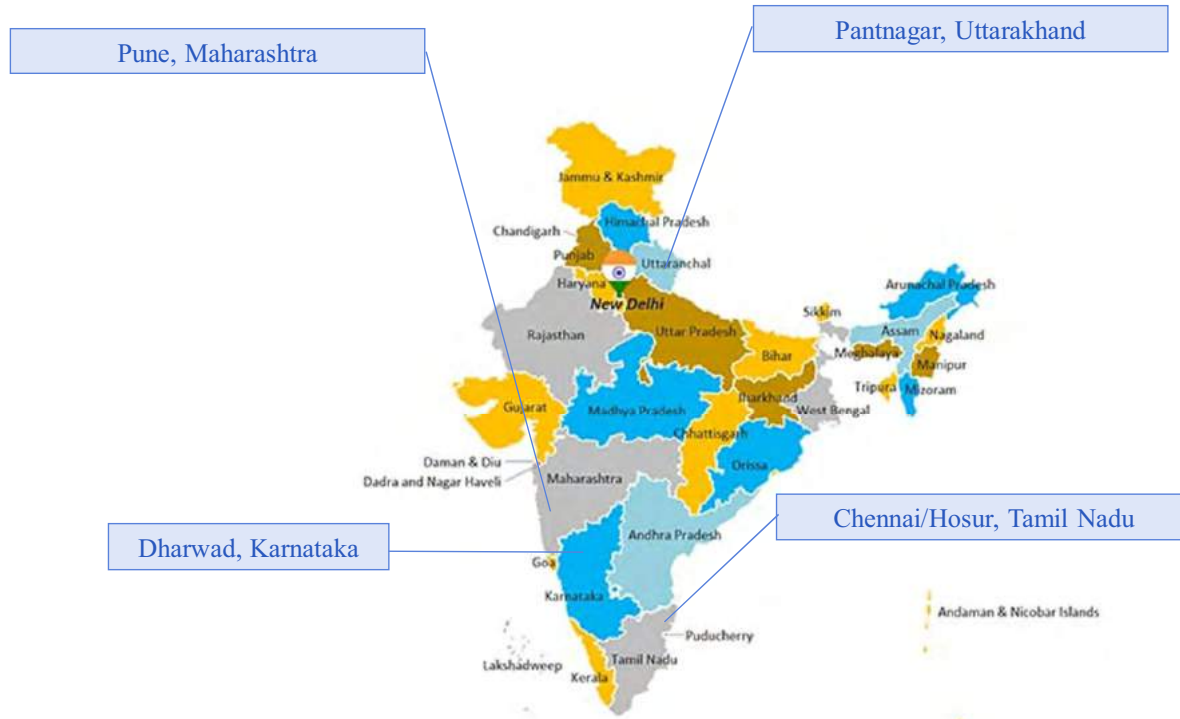 Pantnagar, Uttarakhand
Pune, Maharashtra
Jammu & Kashmir
Himachal Pradesh
Chandigarh
Punjab
Uttaranchal
Haryana
Arunachal Pradesh
New Delhi
Sikkim
Rajasthan
Uttar Pradesh
Assam
Nagaland
Bihar
Meghalaya
Manipur
Tripura
Mizoram
Jharkhand
Gujarat
Madhya Pradesh
West Bengal
Chhattisgarh
Daman & Diu
Orissa
Dadra and Nagar Haveli
Maharashtra
Chennai/Hosur, Tamil Nadu
Andhra Pradesh
Dharwad, Karnataka
Goa
Karnataka
Andaman & Nicobar Islands
Puducherry
Tamil Nadu
Lakshadweep
Kerala